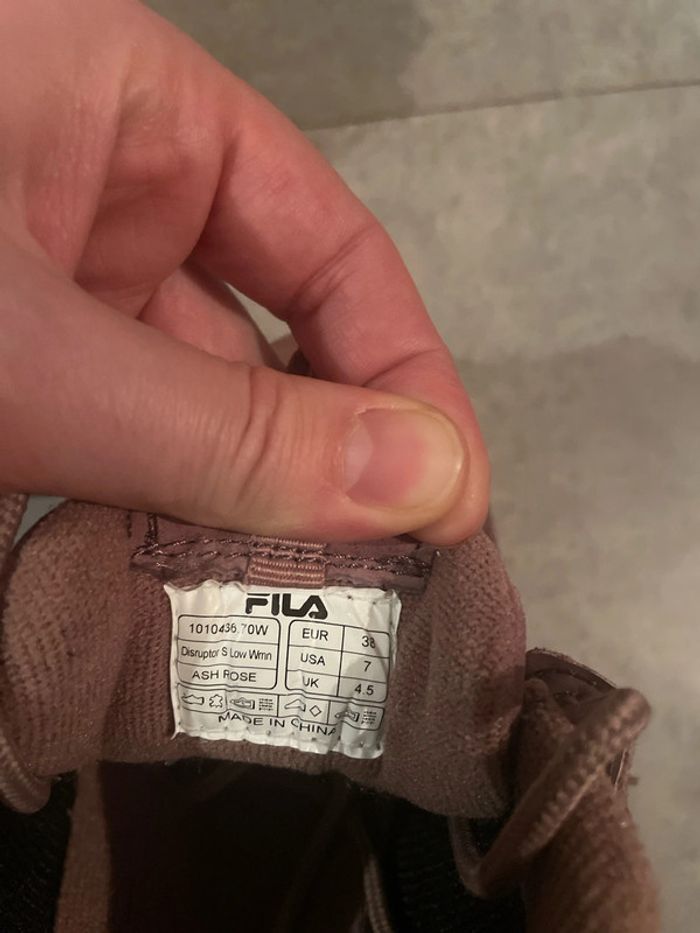 FILA
1010436.70W
Disruptor S Low Wmn
ASH ROSE
EUR 38
USA 7
UK 4.5
MADE IN CHINA